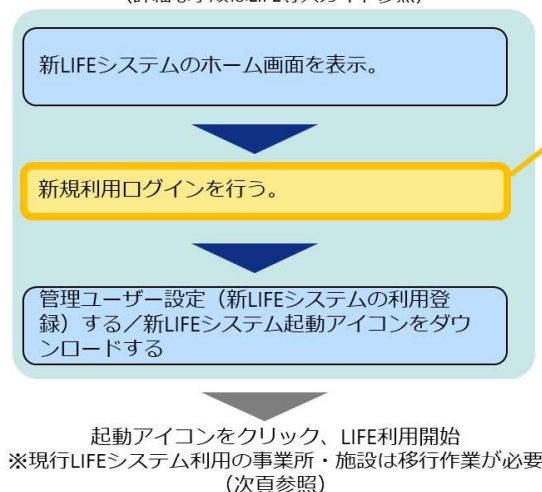 新LIFEシステムのホーム画面を表示。
新規利用ログインを行う。
管理ユーザー設定（新LIFEシステムの利用登
録）する／新LIFEシステム起動アイコンをダウ
ンロードする
起動アイコンをクリック、LIFE利用開始
※現行LIFEシステム利用の事業所・施設は移行作業が必要
（次頁参照）